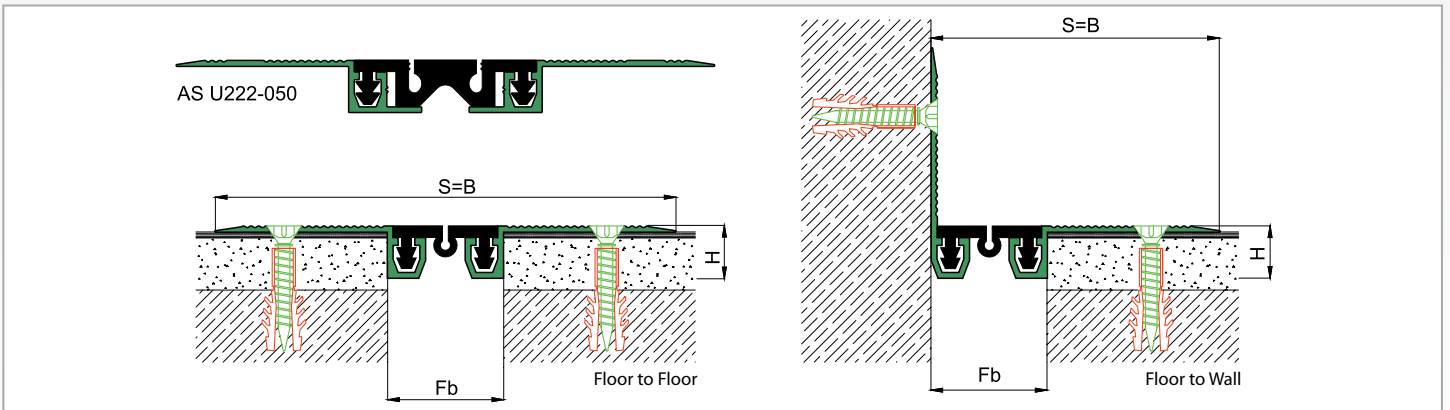 AS U222-050
S=B
H
Fb
Floor to Floor
S=B
H
Fb
Floor to Wall